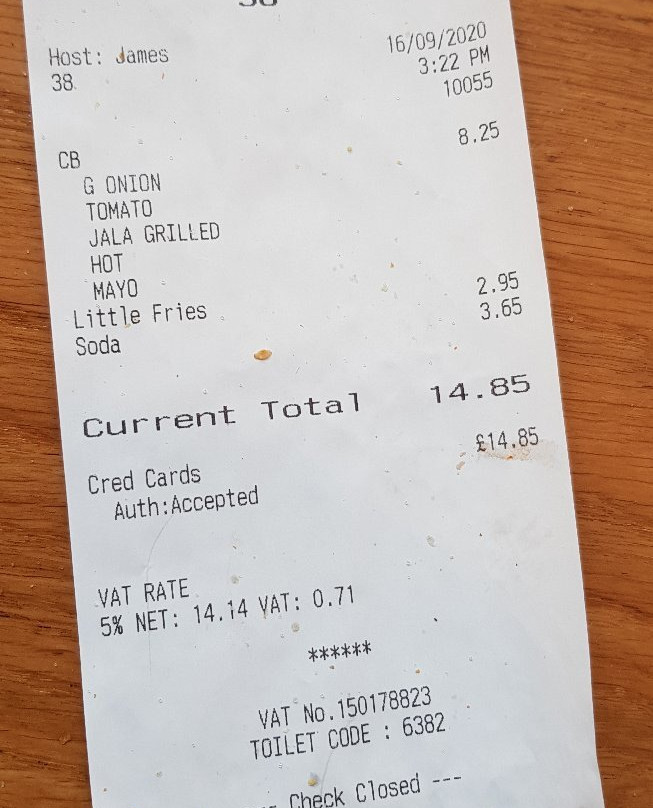 Host: James 16/09/2020
38 3:22 PM
10055
CB 8.25
G ONION
TOMATO
JALA GRILLED
HOT
MAYO
Little Fries 2.95
Soda 3.65
Current Total 14.85
Cred Cards £14.85
Auth:Accepted
VAT RATE
5% NET: 14.14 VAT: 0.71
******
VAT No.150178823
TOILET CODE : 6382
-- Check Closed ---